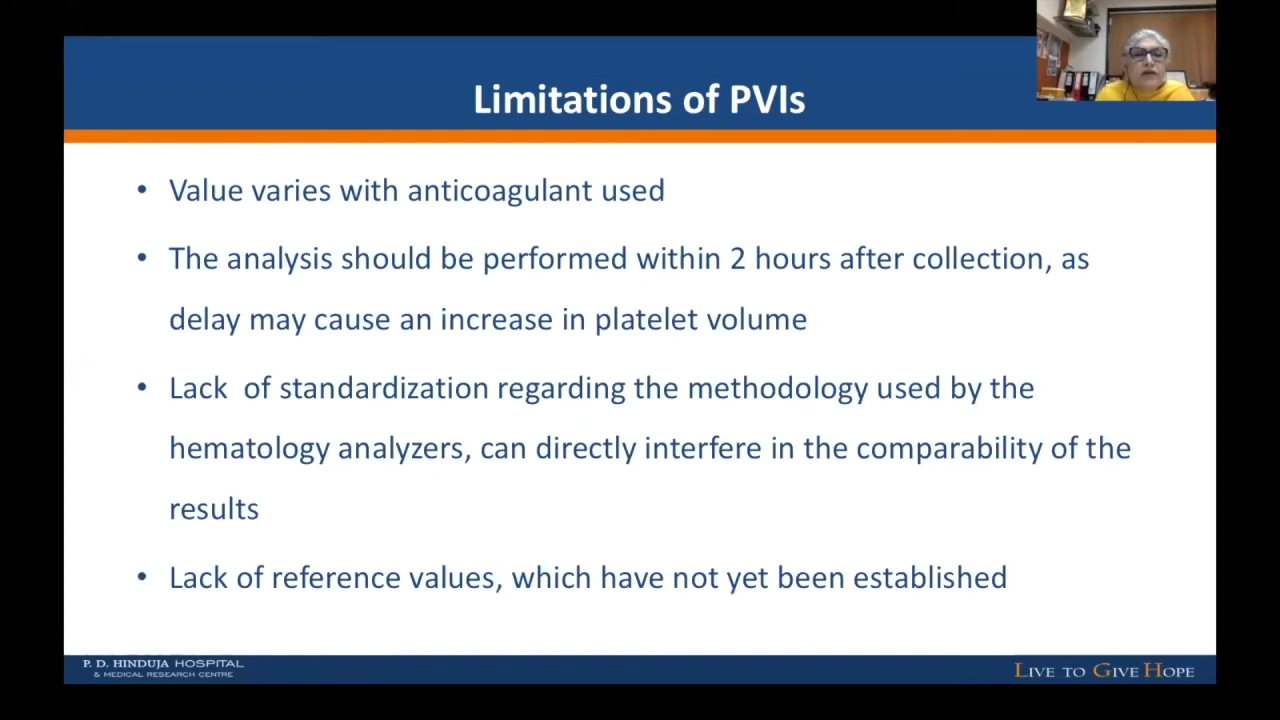 Limitations of PVIs
• Value varies with anticoagulant used
• The analysis should be performed within 2 hours after collection, as
delay may cause an increase in platelet volume
• Lack  of standardization regarding the methodology used by the
hematology analyzers, can directly interfere in the comparability of the
results
• Lack of reference values, which have not yet been established
P. D. HINDUJA HOSPITAL
& MEDICAL RESEARCH CENTRE
LIVE TO GIVE HOPE